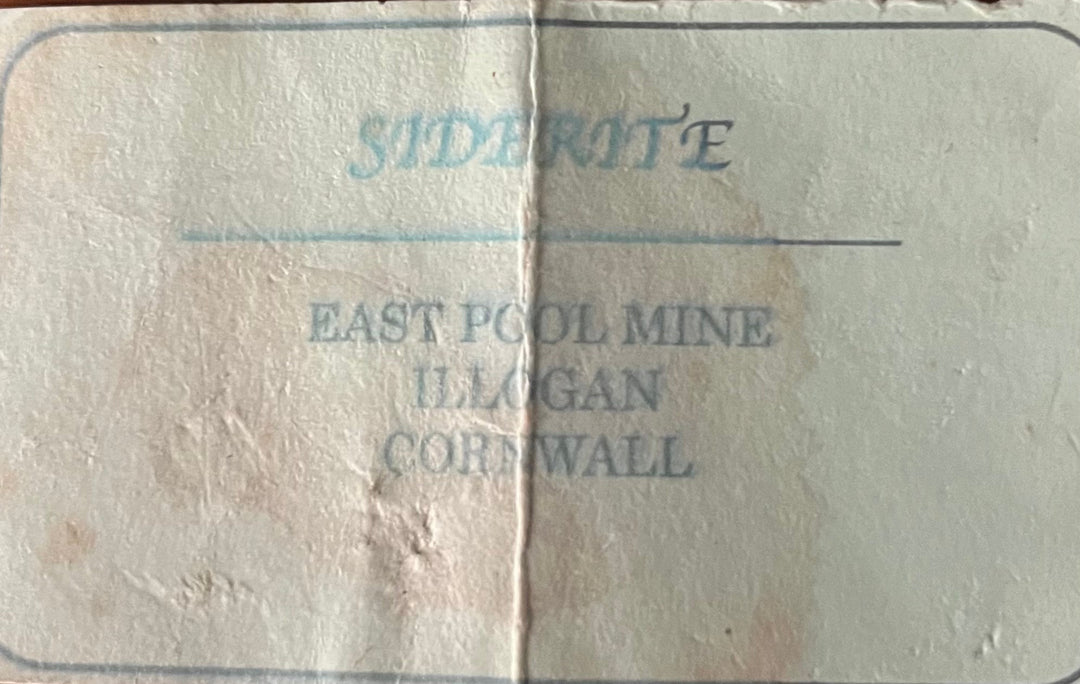 SIDERITE
EAST POOL MINE
ILLOGAN
CORNWALL